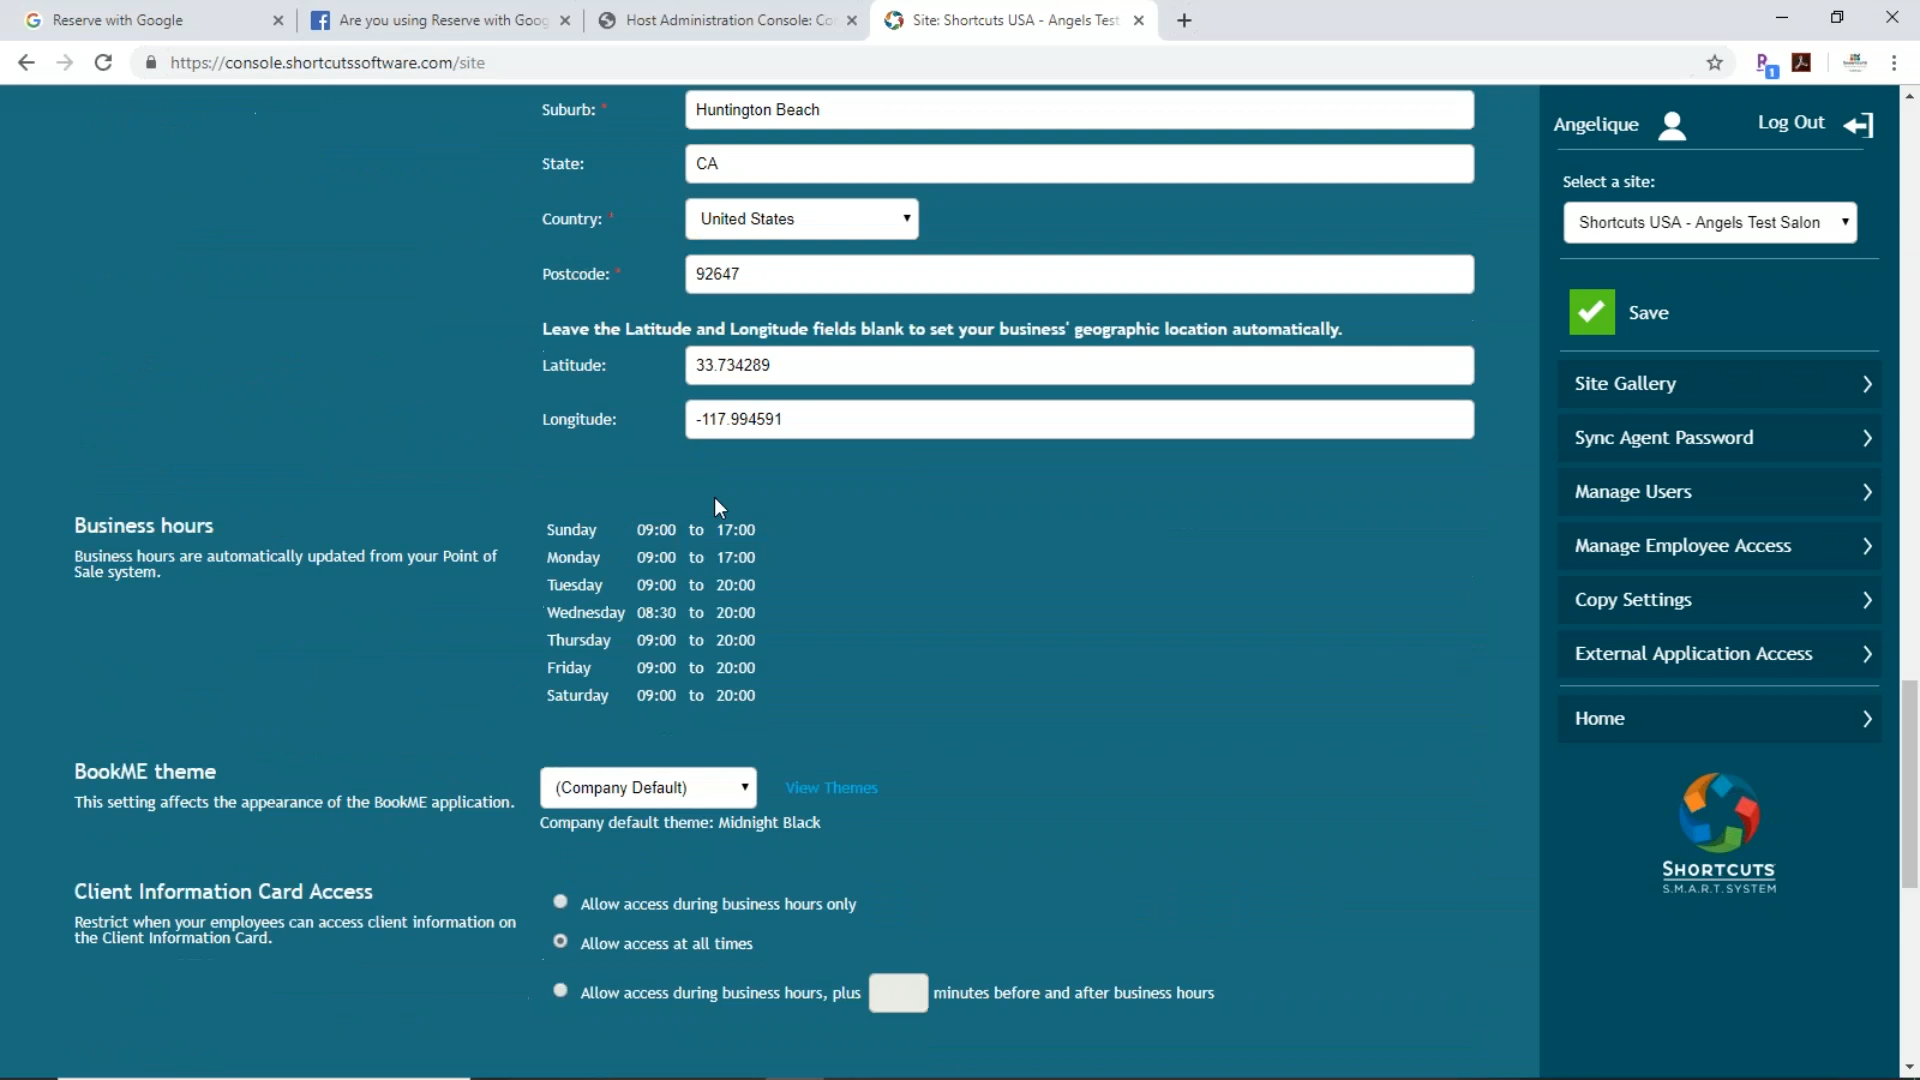 Reserve with Google
Are you using Reserve with Goog
Host Administration Console: Co
Site: Shortcuts USA - Angels Test
https://console.shortcutssoftware.com/site
1
Suburb: *
Huntington Beach
State:
CA
Country: *
United States
Postcode: *
92647
Leave the Latitude and Longitude fields blank to set your business' geographic location automatically.
Latitude:
33.734289
Longitude:
-117.994591
Business hours
Business hours are automatically updated from your Point of
Sale system.
Sunday 09:00 to 17:00
Monday 09:00 to 17:00
Tuesday 09:00 to 20:00
Wednesday 08:30 to 20:00
Thursday 09:00 to 20:00
Friday 09:00 to 20:00
Saturday 09:00 to 20:00
BookME theme
This setting affects the appearance of the BookME application.
(Company Default)
View Themes
Company default theme: Midnight Black
Client Information Card Access
Restrict when your employees can access client information on
the Client Information Card.
Allow access during business hours only
Allow access at all times
Allow access during business hours, plus minutes before and after business hours
Angelique
Log Out
Select a site:
Shortcuts USA - Angels Test Salon
Save
Site Gallery
Sync Agent Password
Manage Users
Manage Employee Access
Copy Settings
External Application Access
Home
SHORTCUTS
S.M.A.R.T. SYSTEM